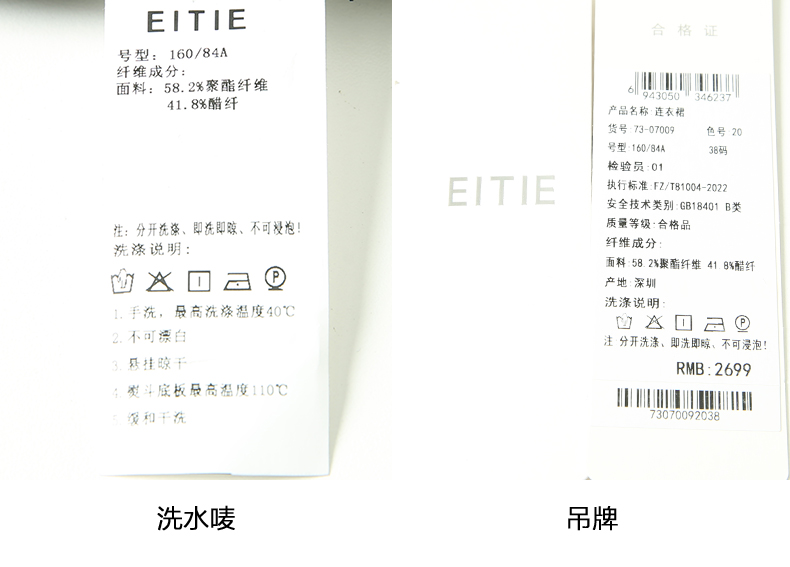 EITIE
号型: 160/84A
纤维成分:
面料: 58.2%聚酯纤维
41.8%醋纤
注: 分开洗涤、即洗即晾、不可浸泡!
洗涤说明:
P
1.手洗, 最高洗涤温度40℃
2.不可漂白
3.悬挂晾干
4.熨斗底板最高温度110℃
5.缓和干洗
洗水唛
EITIE
合格证
6 943050 346237
产品名称:连衣裙
货号:73-07009 色号 20
号型:160/84A 38码
检验员:01
执行标准:FZ/T81004-2022
安全技术类别:GB18401 B类
质量等级:合格品
纤维成分:
面料 58.2%聚酯纤维 41 8%醋纤
产地:深圳
洗涤说明:
P
注 分开洗涤、即洗即晾、不可浸泡!
RMB:2699
73070092038
吊牌